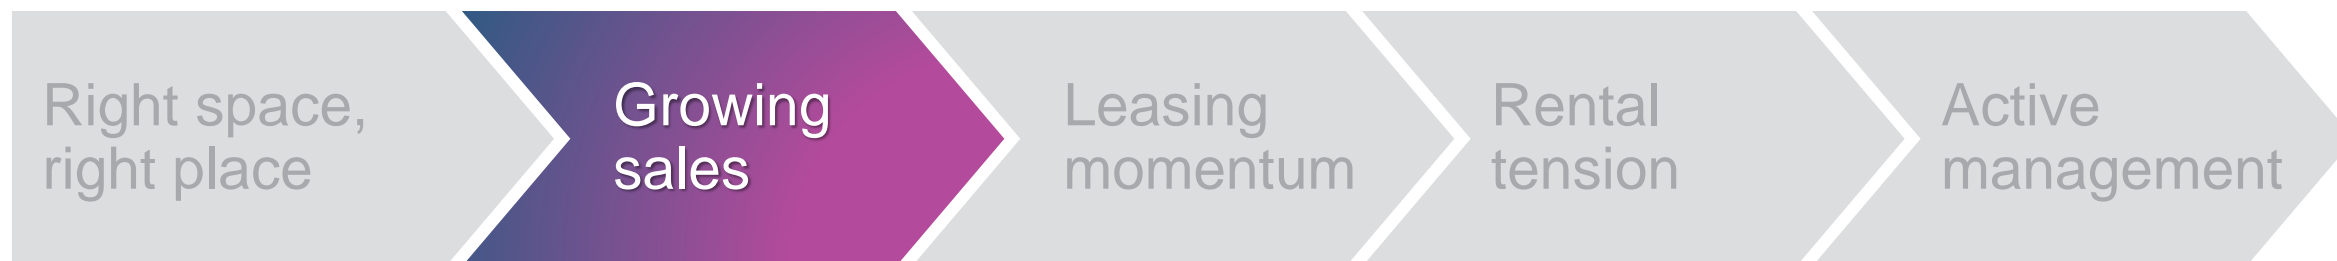 Right space,
right place
Growing
sales
Leasing
momentum
Rental
tension
Active
management